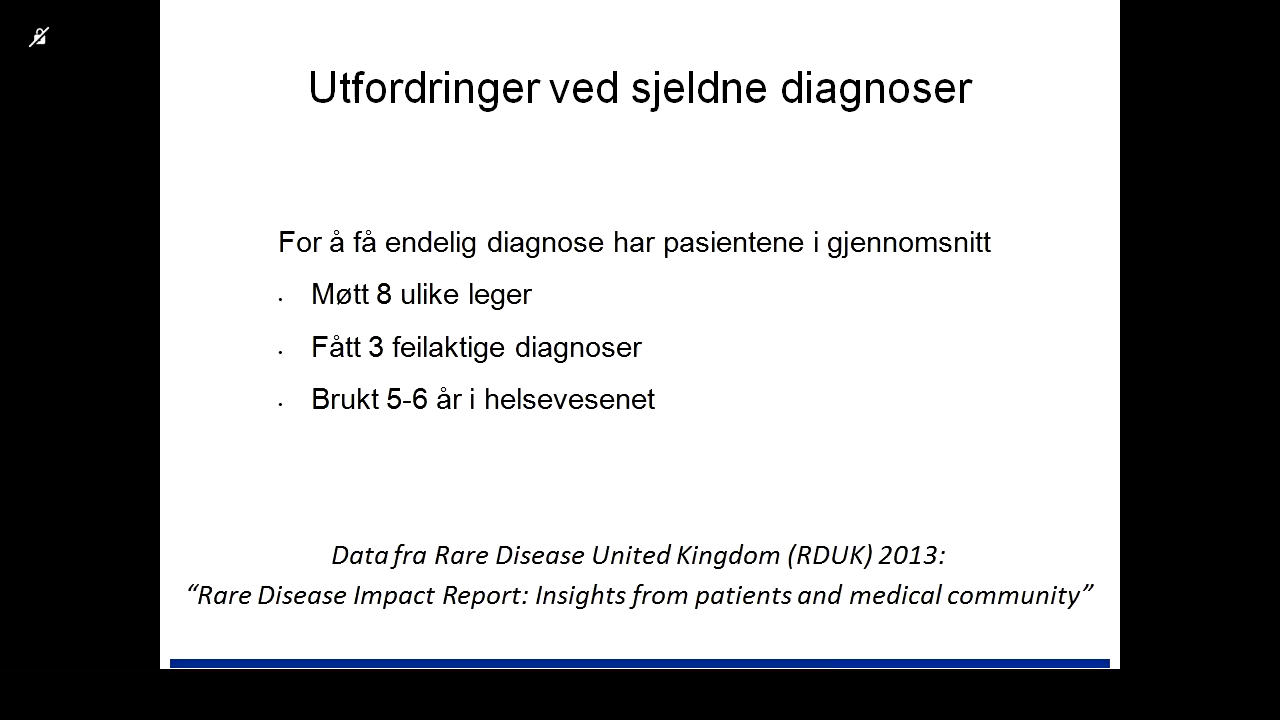 Utfordringer ved sjeldne diagnoser
For å få endelig diagnose har pasientene i gjennomsnitt
· Møtt 8 ulike leger
· Fått 3 feilaktige diagnoser
· Brukt 5-6 år i helsevesenet
Data fra Rare Disease United Kingdom (RDUK) 2013:
“Rare Disease Impact Report: Insights from patients and medical community”